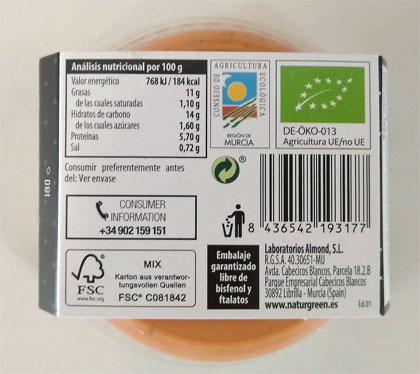 Análisis nutricional por 100 g
Valor energético 768 kJ / 184 kcal
Grasas 11 g
de las cuales saturadas 1,10 g
Hidratos de carbono 14 g
de los cuales azúcares 1,60 g
Proteínas 5,70 g
Sal 0,72 g
Consumir preferentemente antes
del: Ver envase
CONSUMER
INFORMATION
+34 902 159 151
FSC
www.fsc.org
MIX
Karton aus verantwor-
tungsvollen Quellen
FSC® C081842
CONSEJO DE AGRICULTURA ECOLÓGICA
REGIÓN DE
MURCIA
DE-ÖKO-013
Agricultura UE/no UE
8 436542 193177
Embalaje
garantizado
libre de
bisfenol y
ftalatos
Laboratorios Almond, S.L.
R.G.S.A. 40.30651-MU
Avda. Cabecicos Blancos, Parcela 18.2.B
Parque Empresarial Cabecicos Blancos
30892 Librilla - Murcia (Spain)
www.naturgreen.es Ed.01
180 g